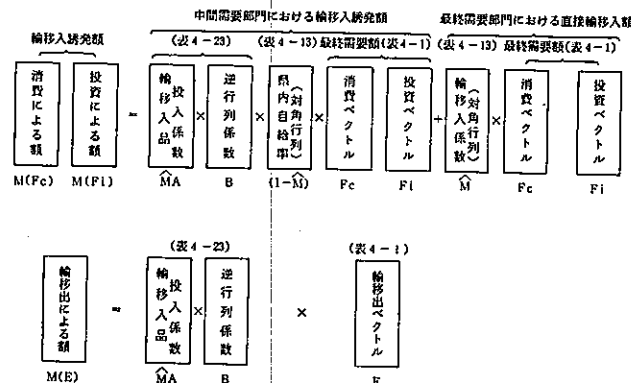 中間需要部門における輸移入誘発額
最終需要部門における直接輸移入額
輸移入誘発額
(表4-23)
(表4-13)
最終需要額(表4-1)
(表4-13)
最終需要額(表4-1)
消費による額
投資による額
=
輸移入品投入係数
×
逆行列係数
×
県内自給率(対角行列)
×
消費ベクトル
投資ベクトル
+
輸移入係数(対角行列)
×
消費ベクトル
投資ベクトル
M(Fc)
M(Fi)
M̂A
B
(1-M̂)
Fc
Fi
M̂
Fc
Fi
(表4-23)
(表4-1)
輸移出による額
=
輸移入品投入係数
×
逆行列係数
×
輸移出ベクトル
M(E)
M̂A
B